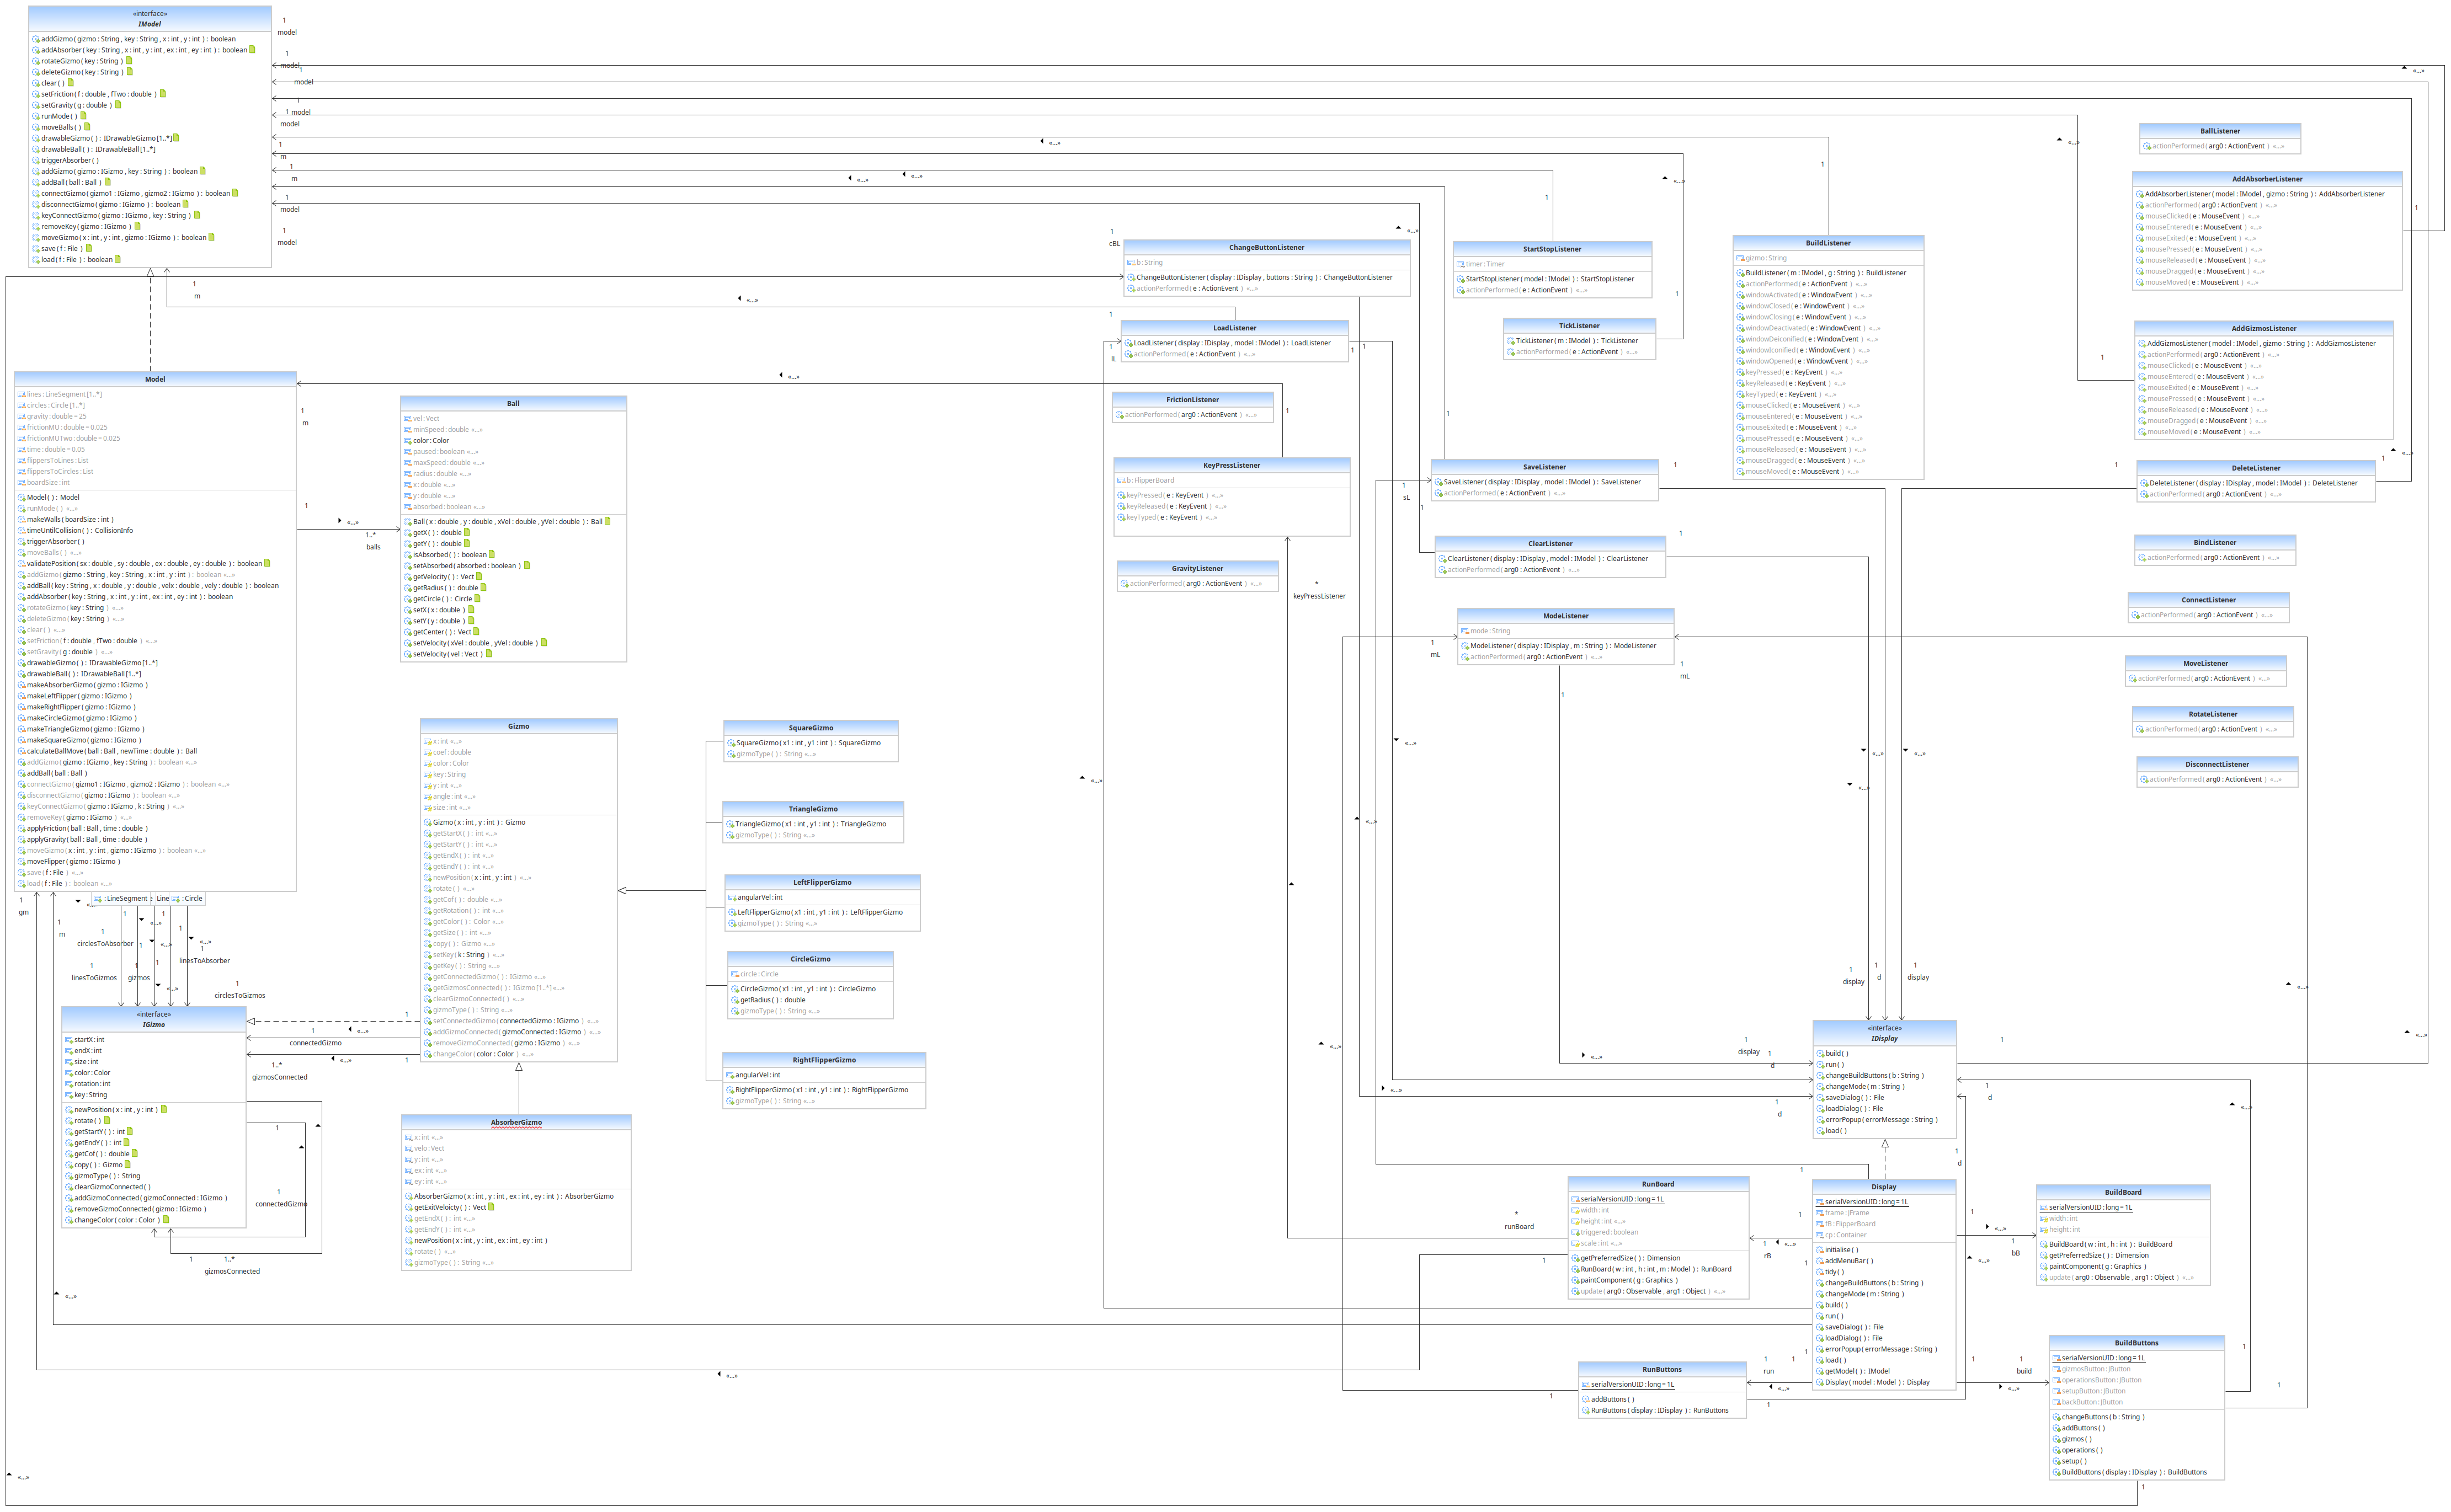 «interface»
IModel
addGizmo ( gizmo : String , key : String , x : int , y : int ) : boolean
addAbsorber ( key : String , x : int , y : int , ex : int , ey : int ) : boolean
rotateGizmo ( key : String )
deleteGizmo ( key : String )
clear ( )
setFriction ( f : double , fTwo : double )
setGravity ( g : double )
runMode ( )
moveBalls ( )
drawableGizmo ( ) : IDrawableGizmo [1..*]
drawableBall ( ) : IDrawableBall [1..*]
triggerAbsorber ( )
addGizmo ( gizmo : IGizmo , key : String ) : boolean
addBall ( ball : Ball )
connectGizmo ( gizmo1 : IGizmo , gizmo2 : IGizmo ) : boolean
disconnectGizmo ( gizmo : IGizmo ) : boolean
keyConnectGizmo ( gizmo : IGizmo , key : String )
removeKey ( gizmo : IGizmo )
moveGizmo ( x : int , y : int , gizmo : IGizmo ) : boolean
save ( f : File )
load ( f : File ) : boolean
1
model
1
model
1
model
1
1 model
model
1
m
1
m
1
model
1
model
1
m
Model
lines : LineSegment [1..*]
circles : Circle [1..*]
gravity : double = 25
frictionMU : double = 0.025
frictionMUTwo : double = 0.025
time : double = 0.05
flippersToLines : List
flippersToCircles : List
boardSize : int
Model ( ) : Model
runMode ( ) «...»
makeWalls ( boardSize : int )
timeUntilCollision ( ) : CollisionInfo
triggerAbsorber ( )
moveBalls ( ) «...»
validatePosition ( sx : double , sy : double , ex : double , ey : double ) : boolean
addGizmo ( gizmo : String , key : String , x : int , y : int ) : boolean «...»
addBall ( key : String , x : double , y : double , velx : double , vely : double ) : boolean
addAbsorber ( key : String , x : int , y : int , ex : int , ey : int ) : boolean
rotateGizmo ( key : String ) «...»
deleteGizmo ( key : String ) «...»
clear ( ) «...»
setFriction ( f : double , fTwo : double ) «...»
setGravity ( g : double ) «...»
drawableGizmo ( ) : IDrawableGizmo [1..*]
drawableBall ( ) : IDrawableBall [1..*]
makeAbsorberGizmo ( gizmo : IGizmo )
makeLeftFlipper ( gizmo : IGizmo )
makeRightFlipper ( gizmo : IGizmo )
makeCircleGizmo ( gizmo : IGizmo )
makeTriangleGizmo ( gizmo : IGizmo )
makeSquareGizmo ( gizmo : IGizmo )
calculateBallMove ( ball : Ball , newTime : double ) : Ball
addGizmo ( gizmo : IGizmo , key : String ) : boolean «...»
addBall ( ball : Ball )
connectGizmo ( gizmo1 : IGizmo , gizmo2 : IGizmo ) : boolean «...»
disconnectGizmo ( gizmo : IGizmo ) : boolean «...»
keyConnectGizmo ( gizmo : IGizmo , k : String ) «...»
removeKey ( gizmo : IGizmo ) «...»
applyFriction ( ball : Ball , time : double )
applyGravity ( ball : Ball , time : double )
moveGizmo ( x : int , y : int , gizmo : IGizmo ) : boolean «...»
moveFlipper ( gizmo : IGizmo )
save ( f : File ) «...»
load ( f : File ) : boolean «...»
1
m
1
1..*
balls
Ball
vel : Vect
minSpeed : double «...»
color : Color
paused : boolean «...»
maxSpeed : double «...»
radius : double «...»
x : double «...»
y : double «...»
absorbed : boolean «...»
Ball ( x : double , y : double , xVel : double , yVel : double ) : Ball
getX ( ) : double
getY ( ) : double
isAbsorbed ( ) : boolean
setAbsorbed ( absorbed : boolean )
getVelocity ( ) : Vect
getRadius ( ) : double
getCircle ( ) : Circle
setX ( x : double )
setY ( y : double )
getCenter ( ) : Vect
setVelocity ( xVel : double , yVel : double )
setVelocity ( vel : Vect )
1
gm
1
m
: LineSegment
Line
: Circle
1
circlesToAbsorber
1
linesToAbsorber
1
linesToGizmos
1
gizmos
1
circlesToGizmos
Gizmo
x : int «...»
coef : double
color : Color
key : String
y : int «...»
angle : int «...»
size : int «...»
Gizmo ( x : int , y : int ) : Gizmo
getStartX ( ) : int «...»
getStartY ( ) : int «...»
getEndX ( ) : int «...»
getEndY ( ) : int «...»
newPosition ( x : int , y : int ) «...»
rotate ( ) «...»
getCof ( ) : double «...»
getRotation ( ) : int «...»
getColor ( ) : Color «...»
getSize ( ) : int «...»
copy ( ) : Gizmo «...»
setKey ( k : String ) «...»
getKey ( ) : String «...»
getConnectedGizmo ( ) : IGizmo «...»
getGizmosConnected ( ) : IGizmo [1..*] «...»
clearGizmoConnected ( ) «...»
gizmoType ( ) : String «...»
setConnectedGizmo ( connectedGizmo : IGizmo ) «...»
addGizmoConnected ( gizmoConnected : IGizmo ) «...»
removeGizmoConnected ( gizmo : IGizmo ) «...»
changeColor ( color : Color ) «...»
SquareGizmo
SquareGizmo ( x1 : int , y1 : int ) : SquareGizmo
gizmoType ( ) : String «...»
TriangleGizmo
TriangleGizmo ( x1 : int , y1 : int ) : TriangleGizmo
gizmoType ( ) : String «...»
LeftFlipperGizmo
angularVel : int
LeftFlipperGizmo ( x1 : int , y1 : int ) : LeftFlipperGizmo
gizmoType ( ) : String «...»
CircleGizmo
circle : Circle
CircleGizmo ( x1 : int , y1 : int ) : CircleGizmo
getRadius ( ) : double
gizmoType ( ) : String «...»
RightFlipperGizmo
angularVel : int
RightFlipperGizmo ( x1 : int , y1 : int ) : RightFlipperGizmo
gizmoType ( ) : String «...»
«interface»
IGizmo
startX : int
endX : int
size : int
color : Color
rotation : int
key : String
newPosition ( x : int , y : int )
rotate ( )
getStartY ( ) : int
getEndY ( ) : int
getCof ( ) : double
copy ( ) : Gizmo
gizmoType ( ) : String
clearGizmoConnected ( )
addGizmoConnected ( gizmoConnected : IGizmo )
removeGizmoConnected ( gizmo : IGizmo )
changeColor ( color : Color )
1
connectedGizmo
1..*
gizmosConnected
1
connectedGizmo
1
1..*
gizmosConnected
AbsorberGizmo
x : int «...»
velo : Vect
y : int «...»
ex : int «...»
ey : int «...»
AbsorberGizmo ( x : int , y : int , ex : int , ey : int ) : AbsorberGizmo
getExitVeloicty ( ) : Vect
getEndX ( ) : int «...»
getEndY ( ) : int «...»
newPosition ( x : int , y : int , ex : int , ey : int )
rotate ( ) «...»
gizmoType ( ) : String «...»
1
cBL
ChangeButtonListener
b : String
ChangeButtonListener ( display : IDisplay , buttons : String ) : ChangeButtonListener
actionPerformed ( e : ActionEvent ) «...»
LoadListener
LoadListener ( display : IDisplay , model : IModel ) : LoadListener
actionPerformed ( e : ActionEvent ) «...»
1
lL
FrictionListener
actionPerformed ( arg0 : ActionEvent ) «...»
KeyPressListener
b : FlipperBoard
keyPressed ( e : KeyEvent ) «...»
keyReleased ( e : KeyEvent ) «...»
keyTyped ( e : KeyEvent ) «...»
GravityListener
actionPerformed ( arg0 : ActionEvent ) «...»
*
keyPressListener
StartStopListener
timer : Timer
StartStopListener ( model : IModel ) : StartStopListener
actionPerformed ( e : ActionEvent ) «...»
TickListener
TickListener ( m : IModel ) : TickListener
actionPerformed ( e : ActionEvent ) «...»
SaveListener
SaveListener ( display : IDisplay , model : IModel ) : SaveListener
actionPerformed ( e : ActionEvent ) «...»
1
sL
ClearListener
ClearListener ( display : IDisplay , model : IModel ) : ClearListener
actionPerformed ( arg0 : ActionEvent ) «...»
ModeListener
mode : String
ModeListener ( display : IDisplay , m : String ) : ModeListener
actionPerformed ( arg0 : ActionEvent ) «...»
1
mL
1
mL
BuildListener
gizmo : String
BuildListener ( m : IModel , g : String ) : BuildListener
actionPerformed ( e : ActionEvent ) «...»
windowActivated ( e : WindowEvent ) «...»
windowClosed ( e : WindowEvent ) «...»
windowClosing ( e : WindowEvent ) «...»
windowDeactivated ( e : WindowEvent ) «...»
windowDeiconified ( e : WindowEvent ) «...»
windowIconified ( e : WindowEvent ) «...»
windowOpened ( e : WindowEvent ) «...»
keyPressed ( e : KeyEvent ) «...»
keyReleased ( e : KeyEvent ) «...»
keyTyped ( e : KeyEvent ) «...»
mouseClicked ( e : MouseEvent ) «...»
mouseEntered ( e : MouseEvent ) «...»
mouseExited ( e : MouseEvent ) «...»
mousePressed ( e : MouseEvent ) «...»
mouseReleased ( e : MouseEvent ) «...»
mouseDragged ( e : MouseEvent ) «...»
mouseMoved ( e : MouseEvent ) «...»
BallListener
actionPerformed ( arg0 : ActionEvent ) «...»
AddAbsorberListener
AddAbsorberListener ( model : IModel , gizmo : String ) : AddAbsorberListener
actionPerformed ( arg0 : ActionEvent ) «...»
mouseClicked ( e : MouseEvent ) «...»
mouseEntered ( e : MouseEvent ) «...»
mouseExited ( e : MouseEvent ) «...»
mousePressed ( e : MouseEvent ) «...»
mouseReleased ( e : MouseEvent ) «...»
mouseDragged ( e : MouseEvent ) «...»
mouseMoved ( e : MouseEvent ) «...»
AddGizmosListener
AddGizmosListener ( model : IModel , gizmo : String ) : AddGizmosListener
actionPerformed ( arg0 : ActionEvent ) «...»
mouseClicked ( e : MouseEvent ) «...»
mouseEntered ( e : MouseEvent ) «...»
mouseExited ( e : MouseEvent ) «...»
mousePressed ( e : MouseEvent ) «...»
mouseReleased ( e : MouseEvent ) «...»
mouseDragged ( e : MouseEvent ) «...»
mouseMoved ( e : MouseEvent ) «...»
DeleteListener
DeleteListener ( display : IDisplay , model : IModel ) : DeleteListener
actionPerformed ( arg0 : ActionEvent ) «...»
BindListener
actionPerformed ( arg0 : ActionEvent ) «...»
ConnectListener
actionPerformed ( arg0 : ActionEvent ) «...»
MoveListener
actionPerformed ( arg0 : ActionEvent ) «...»
RotateListener
actionPerformed ( arg0 : ActionEvent ) «...»
DisconnectListener
actionPerformed ( arg0 : ActionEvent ) «...»
1
display
1
d
1
display
1
display
1
d
1
d
1
d
1
d
«interface»
IDisplay
build ( )
run ( )
changeBuildButtons ( b : String )
changeMode ( m : String )
saveDialog ( ) : File
loadDialog ( ) : File
errorPopup ( errorMessage : String )
load ( )
RunBoard
serialVersionUID : long = 1L
width : int
height : int «...»
triggered : boolean
scale : int «...»
getPreferredSize ( ) : Dimension
RunBoard ( w : int , h : int , m : Model ) : RunBoard
paintComponent ( g : Graphics )
update ( arg0 : Observable , arg1 : Object ) «...»
*
runBoard
1
rB
Display
serialVersionUID : long = 1L
frame : JFrame
fB : FlipperBoard
cp : Container
initialise ( )
addMenuBar ( )
tidy ( )
changeBuildButtons ( b : String )
changeMode ( m : String )
build ( )
run ( )
saveDialog ( ) : File
loadDialog ( ) : File
errorPopup ( errorMessage : String )
load ( )
getModel ( ) : IModel
Display ( model : Model ) : Display
1
bB
BuildBoard
serialVersionUID : long = 1L
width : int
height : int
BuildBoard ( w : int , h : int ) : BuildBoard
getPreferredSize ( ) : Dimension
paintComponent ( g : Graphics )
update ( arg0 : Observable , arg1 : Object ) «...»
RunButtons
serialVersionUID : long = 1L
addButtons ( )
RunButtons ( display : IDisplay ) : RunButtons
1
run
1
build
BuildButtons
serialVersionUID : long = 1L
gizmosButton : JButton
operationsButton : JButton
setupButton : JButton
backButton : JButton
changeButtons ( b : String )
addButtons ( )
gizmos ( )
operations ( )
setup ( )
BuildButtons ( display : IDisplay ) : BuildButtons